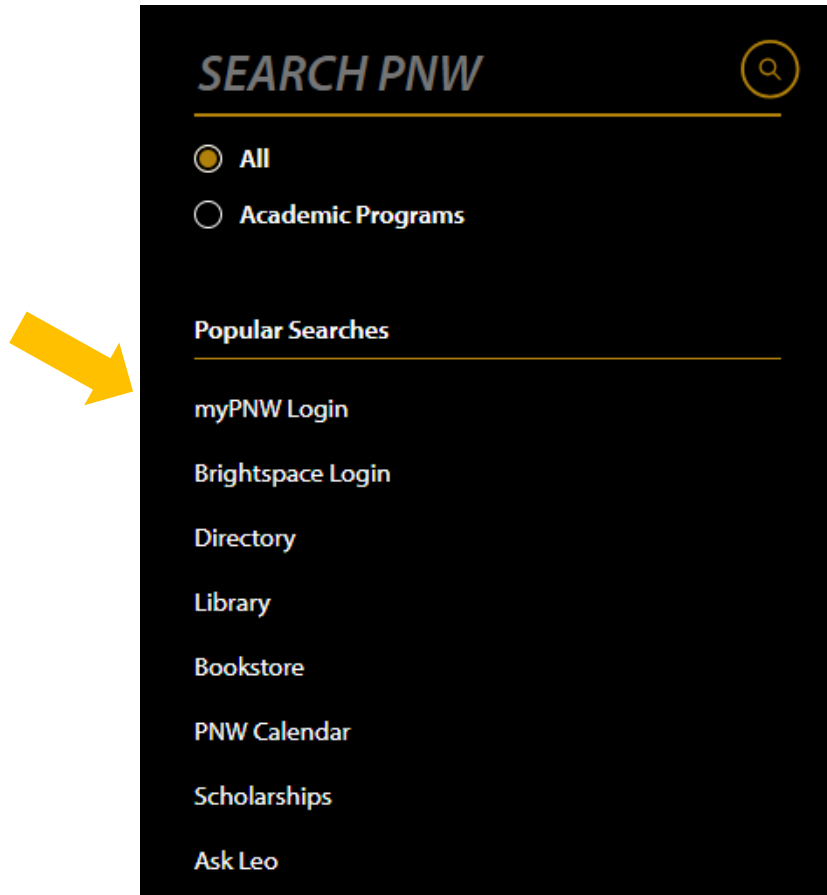 SEARCH PNW
All
Academic Programs
Popular Searches
myPNW Login
Brightspace Login
Directory
Library
Bookstore
PNW Calendar
Scholarships
Ask Leo